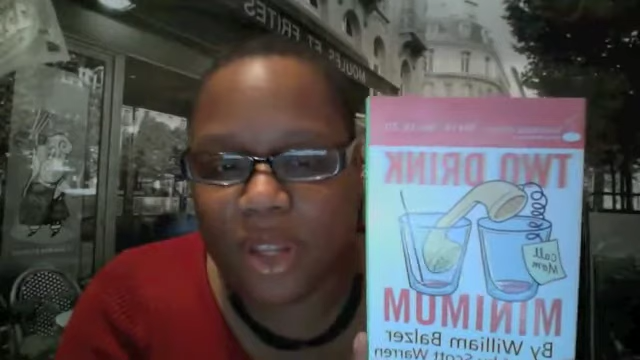 MOULES ET FRITES
TWO DRINK
Call
Mom
MINIMUM
By William Balzer
Scott Warren